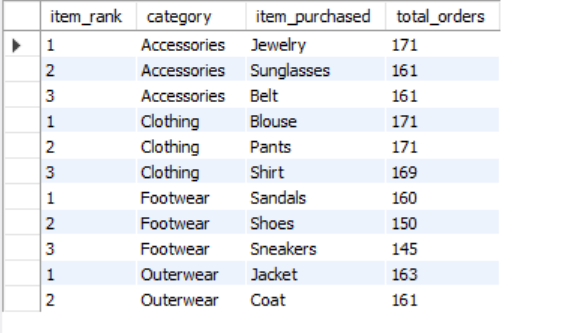 item_rank category item_purchased total_orders
1 Accessories Jewelry 171
2 Accessories Sunglasses 161
3 Accessories Belt 161
1 Clothing Blouse 171
2 Clothing Pants 171
3 Clothing Shirt 169
1 Footwear Sandals 160
2 Footwear Shoes 150
3 Footwear Sneakers 145
1 Outerwear Jacket 163
2 Outerwear Coat 161